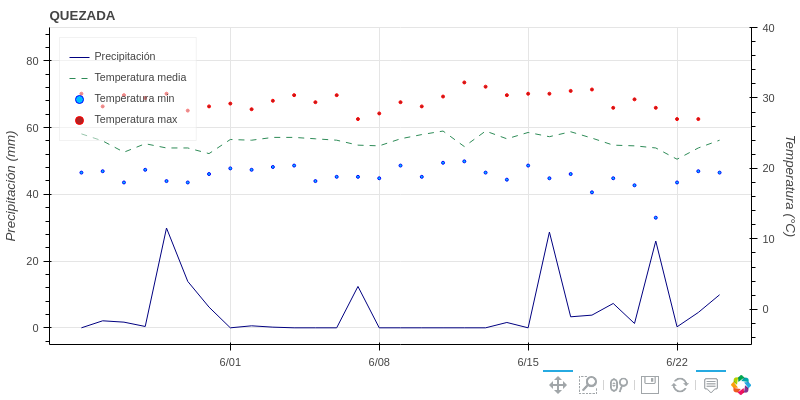 QUEZADA
Precipitación
Temperatura media
Temperatura min
Temperatura max
Precipitación (mm)
80
60
40
20
0
Temperatura (°C)
40
30
20
10
0
6/01
6/08
6/15
6/22